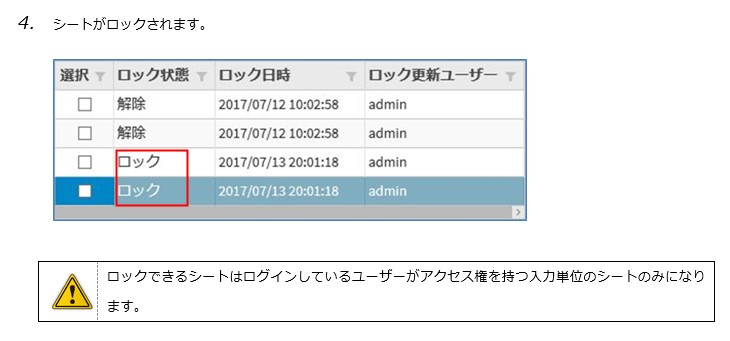 4. シートがロックされます。
選択 ロック状態 ロック日時 ロック更新ユーザー
解除 2017/07/12 10:02:58 admin
解除 2017/07/12 10:02:58 admin
ロック 2017/07/13 20:01:18 admin
ロック 2017/07/13 20:01:18 admin
ロックできるシートはログインしているユーザーがアクセス権を持つ入力単位のシートのみになり
ます。